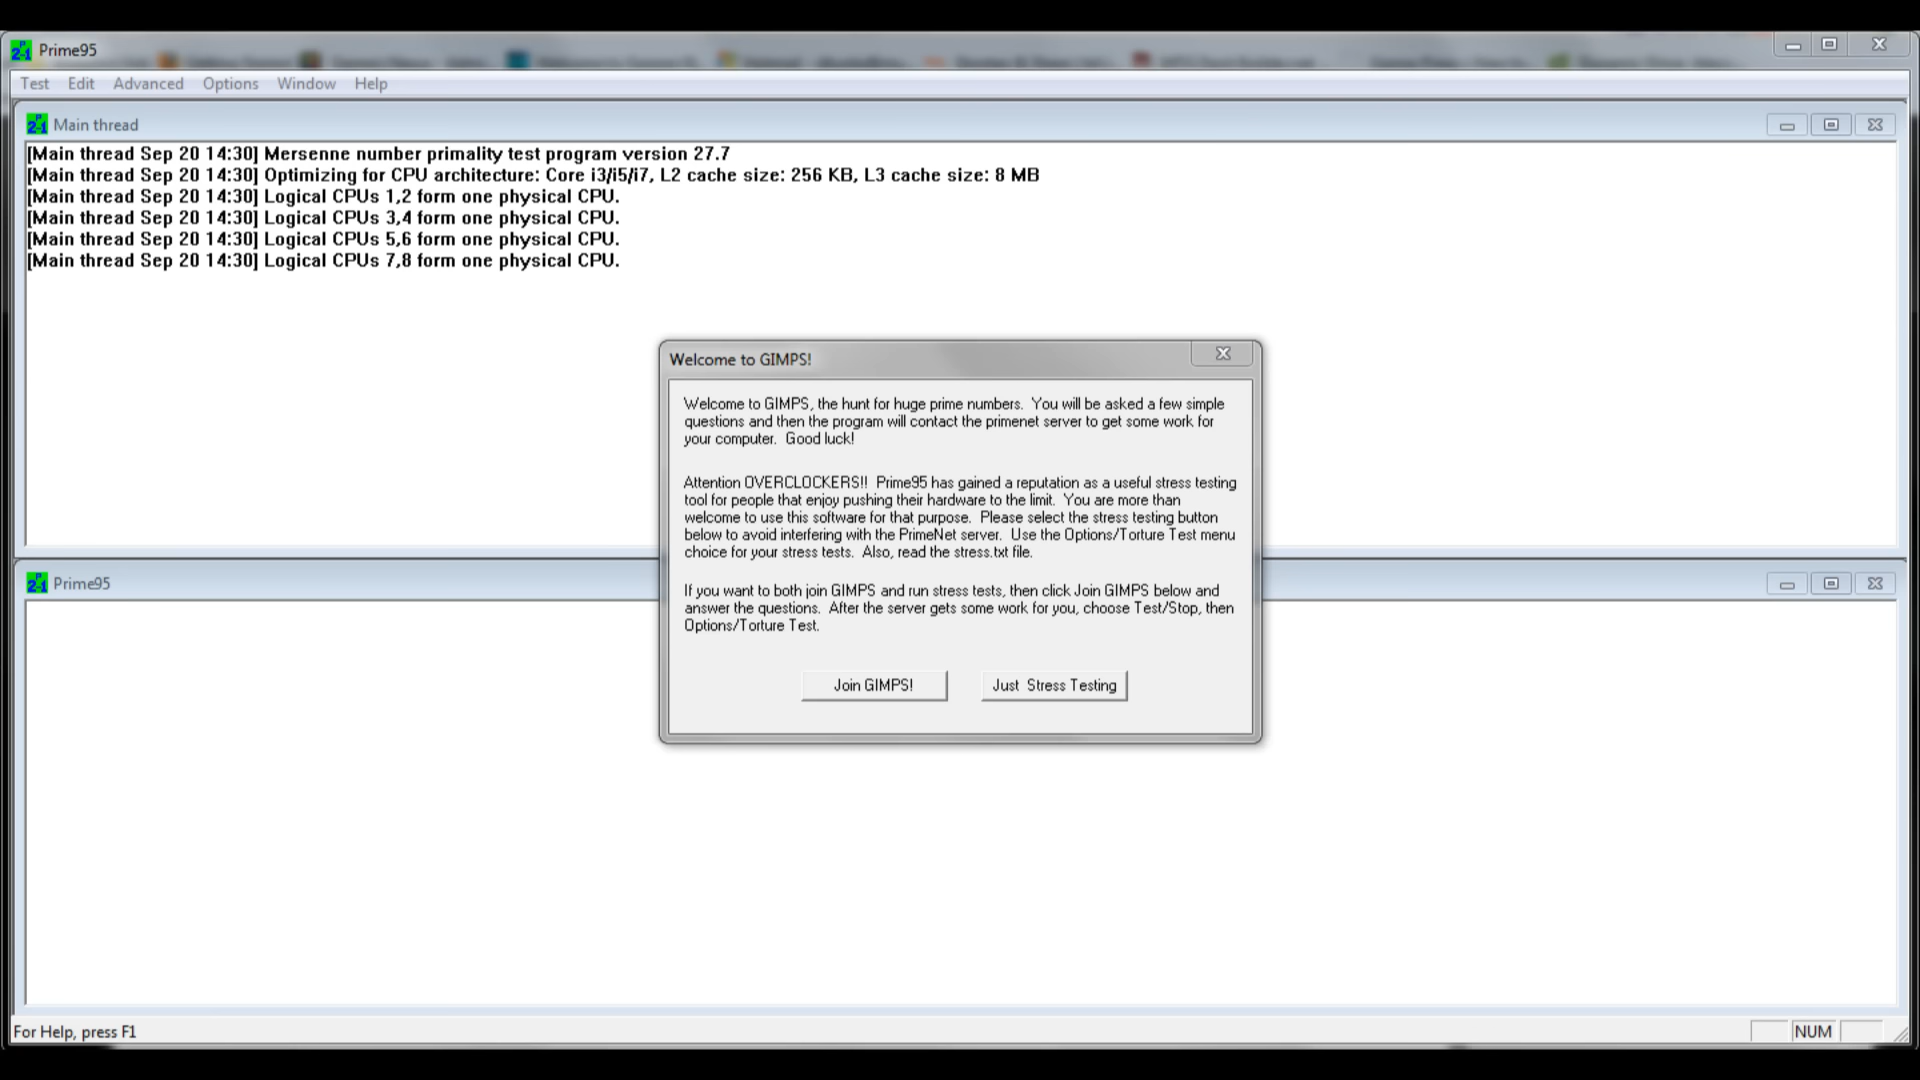 Prime95
Test Edit Advanced Options Window Help
Main thread
[Main thread Sep 20 14:30] Mersenne number primality test program version 27.7
[Main thread Sep 20 14:30] Optimizing for CPU architecture: Core i3/i5/i7, L2 cache size: 256 KB, L3 cache size: 8 MB
[Main thread Sep 20 14:30] Logical CPUs 1,2 form one physical CPU.
[Main thread Sep 20 14:30] Logical CPUs 3,4 form one physical CPU.
[Main thread Sep 20 14:30] Logical CPUs 5,6 form one physical CPU.
[Main thread Sep 20 14:30] Logical CPUs 7,8 form one physical CPU.
Welcome to GIMPS!
Welcome to GIMPS, the hunt for huge prime numbers. You will be asked a few simple
questions and then the program will contact the primenet server to get some work for
your computer. Good luck!
Attention OVERCLOCKERS!! Prime95 has gained a reputation as a useful stress testing
tool for people that enjoy pushing their hardware to the limit. You are more than
welcome to use this software for that purpose. Please select the stress testing button
below to avoid interfering with the PrimeNet server. Use the Options/Torture Test menu
choice for your stress tests. Also, read the stress.txt file.
If you want to both join GIMPS and run stress tests, then click Join GIMPS below and
answer the questions. After the server gets some work for you, choose Test/Stop, then
Options/Torture Test.
Join GIMPS! Just Stress Testing
Prime95
For Help, press F1
NUM